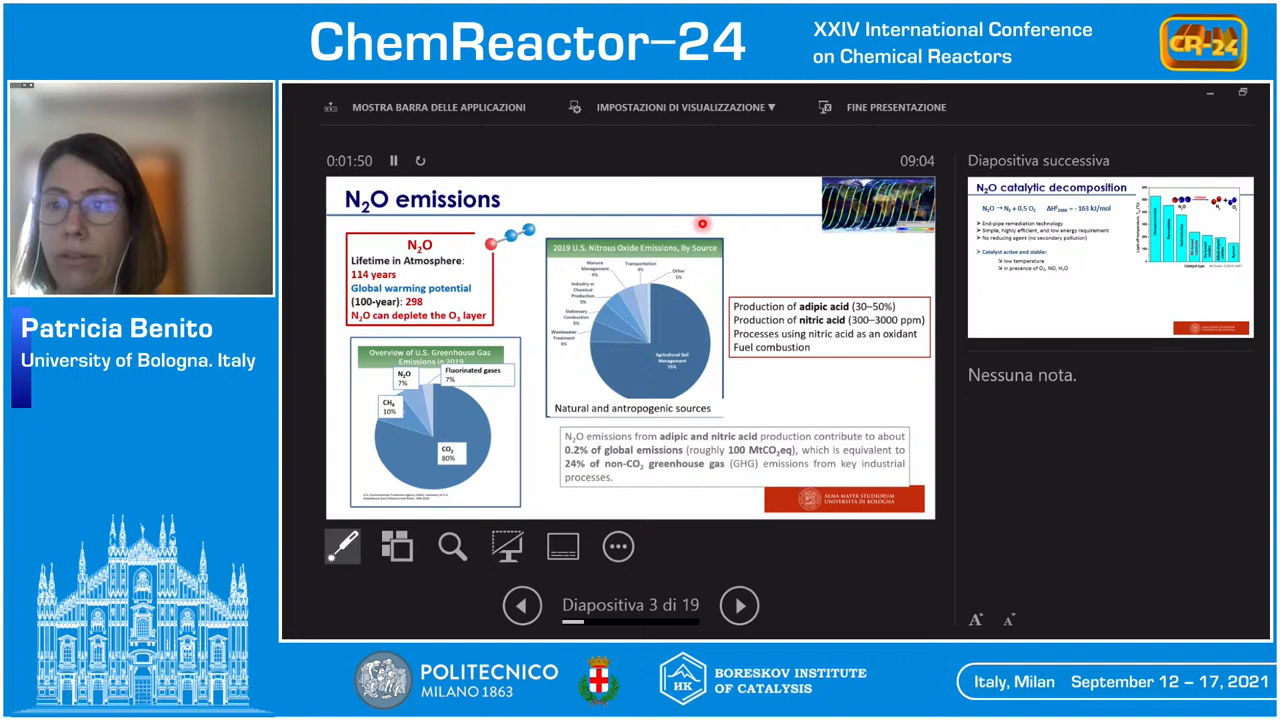 ChemReactor–24
XXIV International Conference
on Chemical Reactors
CR-24
Patricia Benito
University of Bologna. Italy
MOSTRA BARRA DELLE APPLICAZIONI
IMPOSTAZIONI DI VISUALIZZAZIONE ▼
FINE PRESENTAZIONE
0:01:50
09:04
N₂O emissions
N₂O
Lifetime in Atmosphere:
114 years
Global warming potential
(100-year): 298
N₂O can deplete the O₃ layer
Overview of U.S. Greenhouse Gas
Emissions in 2019
N₂O
7%
Fluorinated gases
7%
CH₄
10%
CO₂
80%
2019 U.S. Nitrous Oxide Emissions, By Source
Manure
Management
4%
Transportation
4%
Other
1%
Industry or
Chemical
Production
5%
Stationary
Combustion
5%
Wastewater
Treatment
6%
Agricultural Soil
Management
75%
Natural and antropogenic sources
Production of adipic acid (30–50%)
Production of nitric acid (300–3000 ppm)
Processes using nitric acid as an oxidant
Fuel combustion
N₂O emissions from adipic and nitric acid production contribute to about
0.2% of global emissions (roughly 100 MtCO₂eq), which is equivalent to
24% of non-CO₂ greenhouse gas (GHG) emissions from key industrial
processes.
ALMA MATER STUDIORUM
UNIVERSITÀ DI BOLOGNA
Diapositiva 3 di 19
Diapositiva successiva
N₂O catalytic decomposition
N₂O → N₂ + 0.5 O₂
End-pipe remediation technology
Simple, highly efficient, and low energy requirement
No reducing agent (no secondary pollution)
Catalyst active and stable:
low temperature
in presence of O₂, NO, H₂O
Catalyst type
Nessuna nota.
A A
POLITECNICO
MILANO 1863
НК
BORESKOV INSTITUTE
OF CATALYSIS
Italy, Milan September 12 – 17, 2021